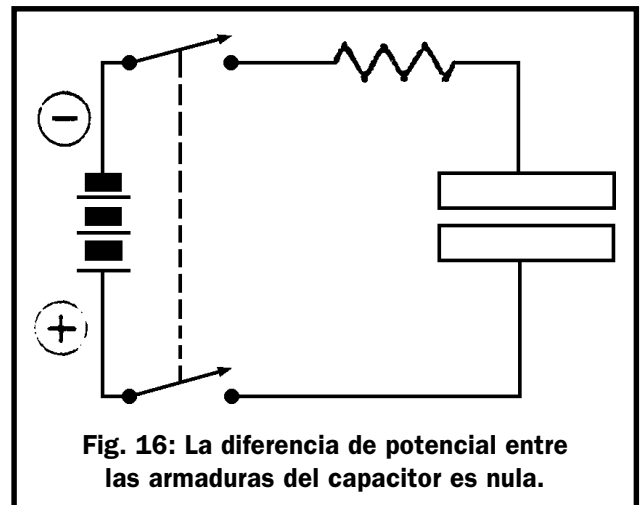 −
+
Fig. 16: La diferencia de potencial entre
las armaduras del capacitor es nula.